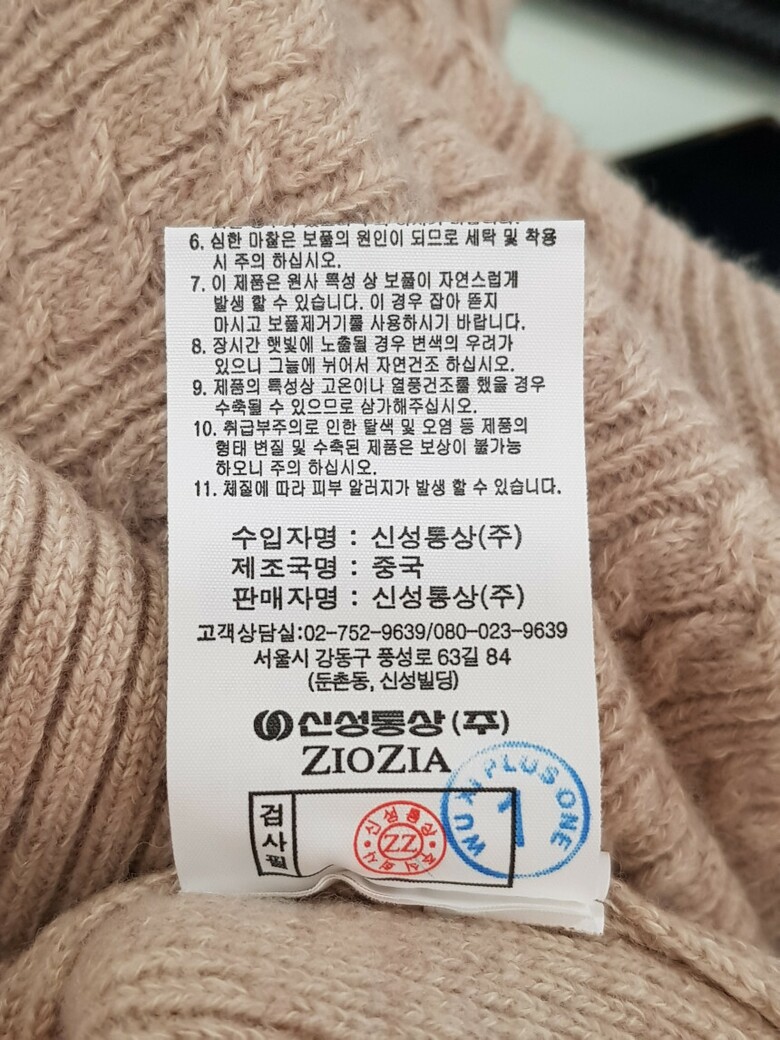 6. 심한 마찰은 보풀의 원인이 되므로 세탁 및 착용
시 주의 하십시오.
7. 이 제품은 원사 특성 상 보풀이 자연스럽게
발생 할 수 있습니다. 이 경우 잡아 뜯지
마시고 보풀제거기를 사용하시기 바랍니다.
8. 장시간 햇빛에 노출될 경우 변색의 우려가
있으니 그늘에 뉘어서 자연건조 하십시오.
9. 제품의 특성상 고온이나 열풍건조를 했을 경우
수축될 수 있으므로 삼가해주십시오.
10. 취급부주의로 인한 탈색 및 오염 등 제품의
형태 변질 및 수축된 제품은 보상이 불가능
하오니 주의 하십시오.
11. 체질에 따라 피부 알러지가 발생 할 수 있습니다.
수입자명 : 신성통상(주)
제조국명 : 중국
판매자명 : 신성통상(주)
고객상담실:02-752-9639/080-023-9639
서울시 강동구 풍성로 63길 84
(둔촌동, 신성빌딩)
신성통상(주)
ZIOZIA
검사필
신성통상
ZZ
주식회사
WU XI PLUS ONE
1